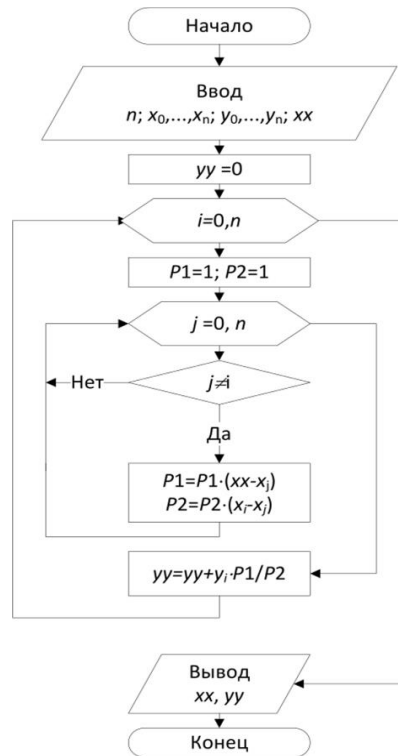 Начало
Ввод
n; x₀,...,xₙ; y₀,...,yₙ; xx
yy =0
i=0,n
P1=1; P2=1
j =0, n
j≠i
Нет
Да
P1=P1·(xx-xⱼ)
P2=P2·(xᵢ-xⱼ)
yy=yy+yᵢ·P1/P2
Вывод
xx, yy
Конец